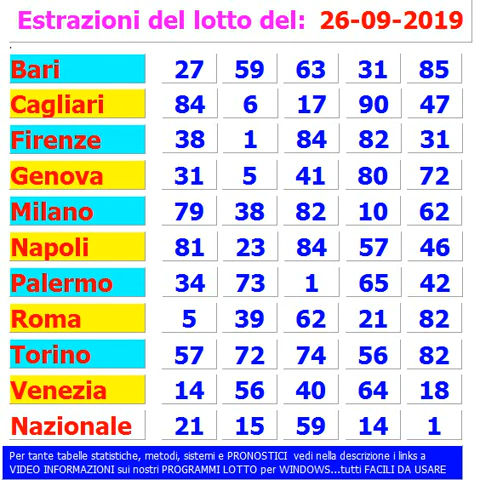 Estrazioni del lotto del: 26-09-2019
Bari 27 59 63 31 85
Cagliari 84 6 17 90 47
Firenze 38 1 84 82 31
Genova 31 5 41 80 72
Milano 79 38 82 10 62
Napoli 81 23 84 57 46
Palermo 34 73 1 65 42
Roma 5 39 62 21 82
Torino 57 72 74 56 82
Venezia 14 56 40 64 18
Nazionale 21 15 59 14 1
Per tante tabelle statistiche, metodi, sistemi e PRONOSTICI vedi nella descrizione i links a
VIDEO INFORMAZIONI sui nostri PROGRAMMI LOTTO per WINDOWS...tutti FACILI DA USARE